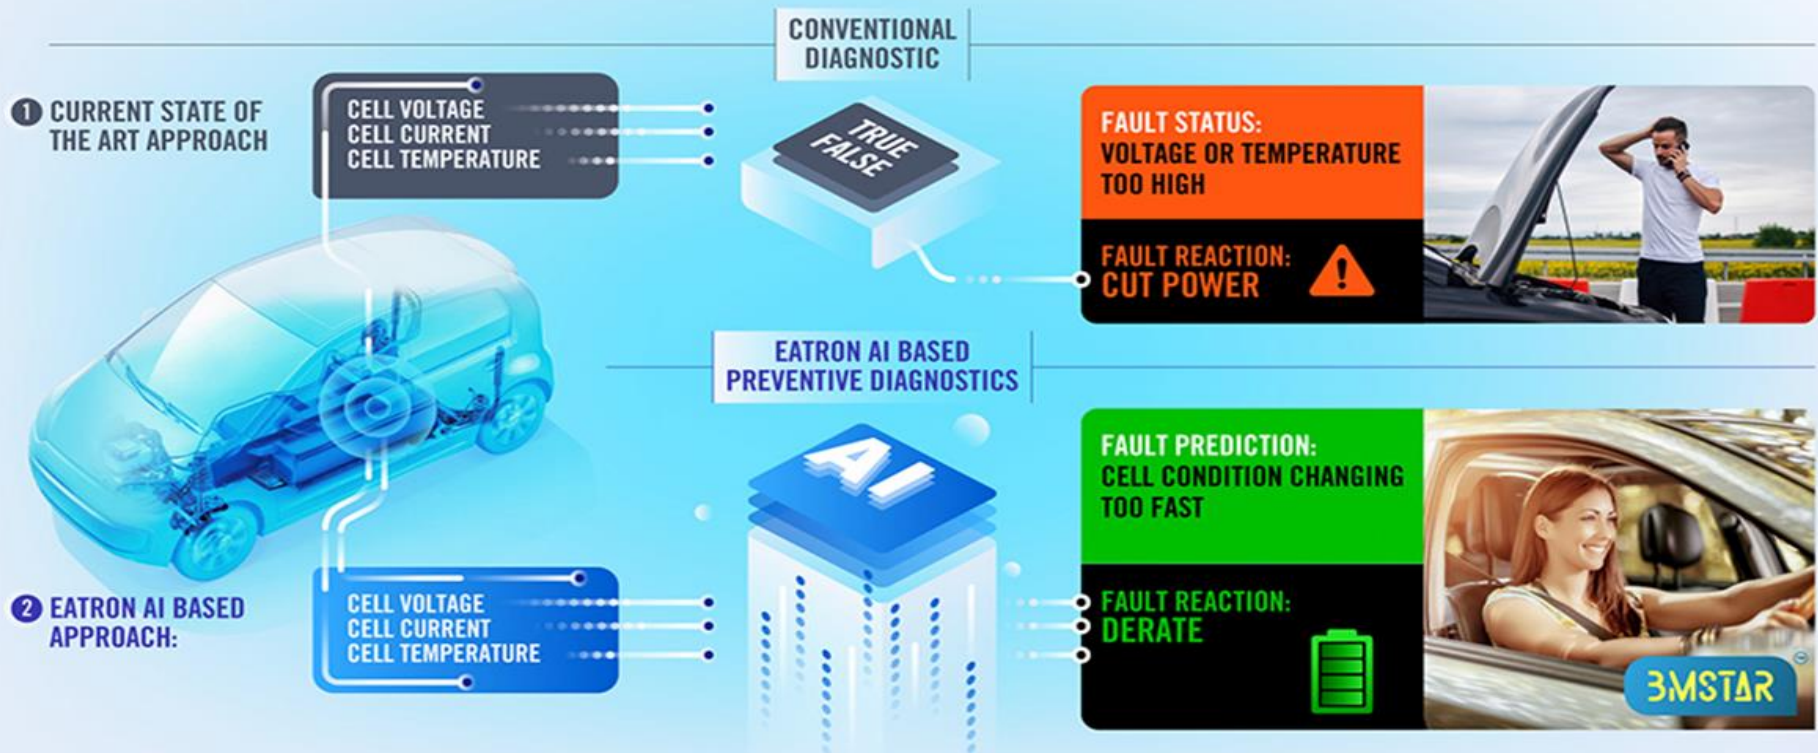 CONVENTIONAL
DIAGNOSTIC
1 CURRENT STATE OF
THE ART APPROACH
CELL VOLTAGE
CELL CURRENT
CELL TEMPERATURE
TRUE
FALSE
FAULT STATUS:
VOLTAGE OR TEMPERATURE
TOO HIGH
FAULT REACTION:
CUT POWER
EATRON AI BASED
PREVENTIVE DIAGNOSTICS
2 EATRON AI BASED
APPROACH:
CELL VOLTAGE
CELL CURRENT
CELL TEMPERATURE
AI
FAULT PREDICTION:
CELL CONDITION CHANGING
TOO FAST
FAULT REACTION:
DERATE
BMSTAR